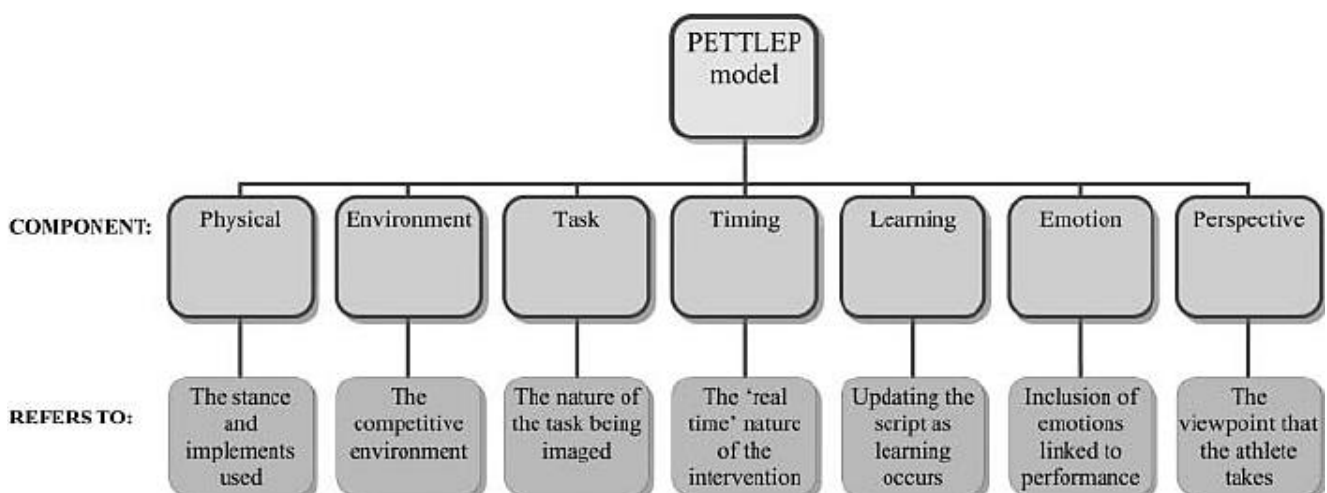 PETTLEP
model
COMPONENT:
Physical
Environment
Task
Timing
Learning
Emotion
Perspective
REFERS TO:
The stance
and
implements
used
The
competitive
environment
The nature of
the task being
imaged
The ‘real
time’ nature
of the
intervention
Updating the
script as
learning
occurs
Inclusion of
emotions
linked to
performance
The
viewpoint that
the athlete
takes